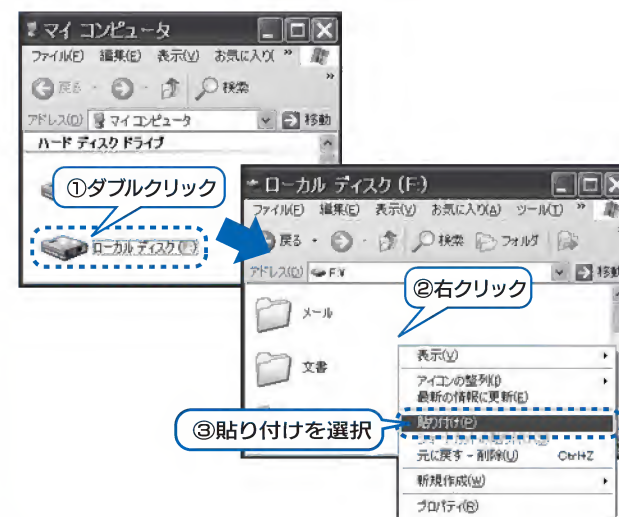 マイ コンピュータ
ファイル(F) 編集(E) 表示(V) お気に入り( »
戻る 検索 »
アドレス(D) マイ コンピュータ 移動
ハード ディスク ドライブ
①ダブルクリック
ローカル ディスク (F:)
ローカル ディスク (F:)
ファイル(F) 編集(E) 表示(V) お気に入り(A) ツール(T) »
戻る 検索 フォルダ
アドレス(D) F:¥ 移動
②右クリック
メール
文書
表示(V)
アイコンの整列(I)
最新の情報に更新(E)
③貼り付けを選択
貼り付け(P)
元に戻す - 削除(U) Ctrl+Z
新規作成(W)
プロパティ(R)